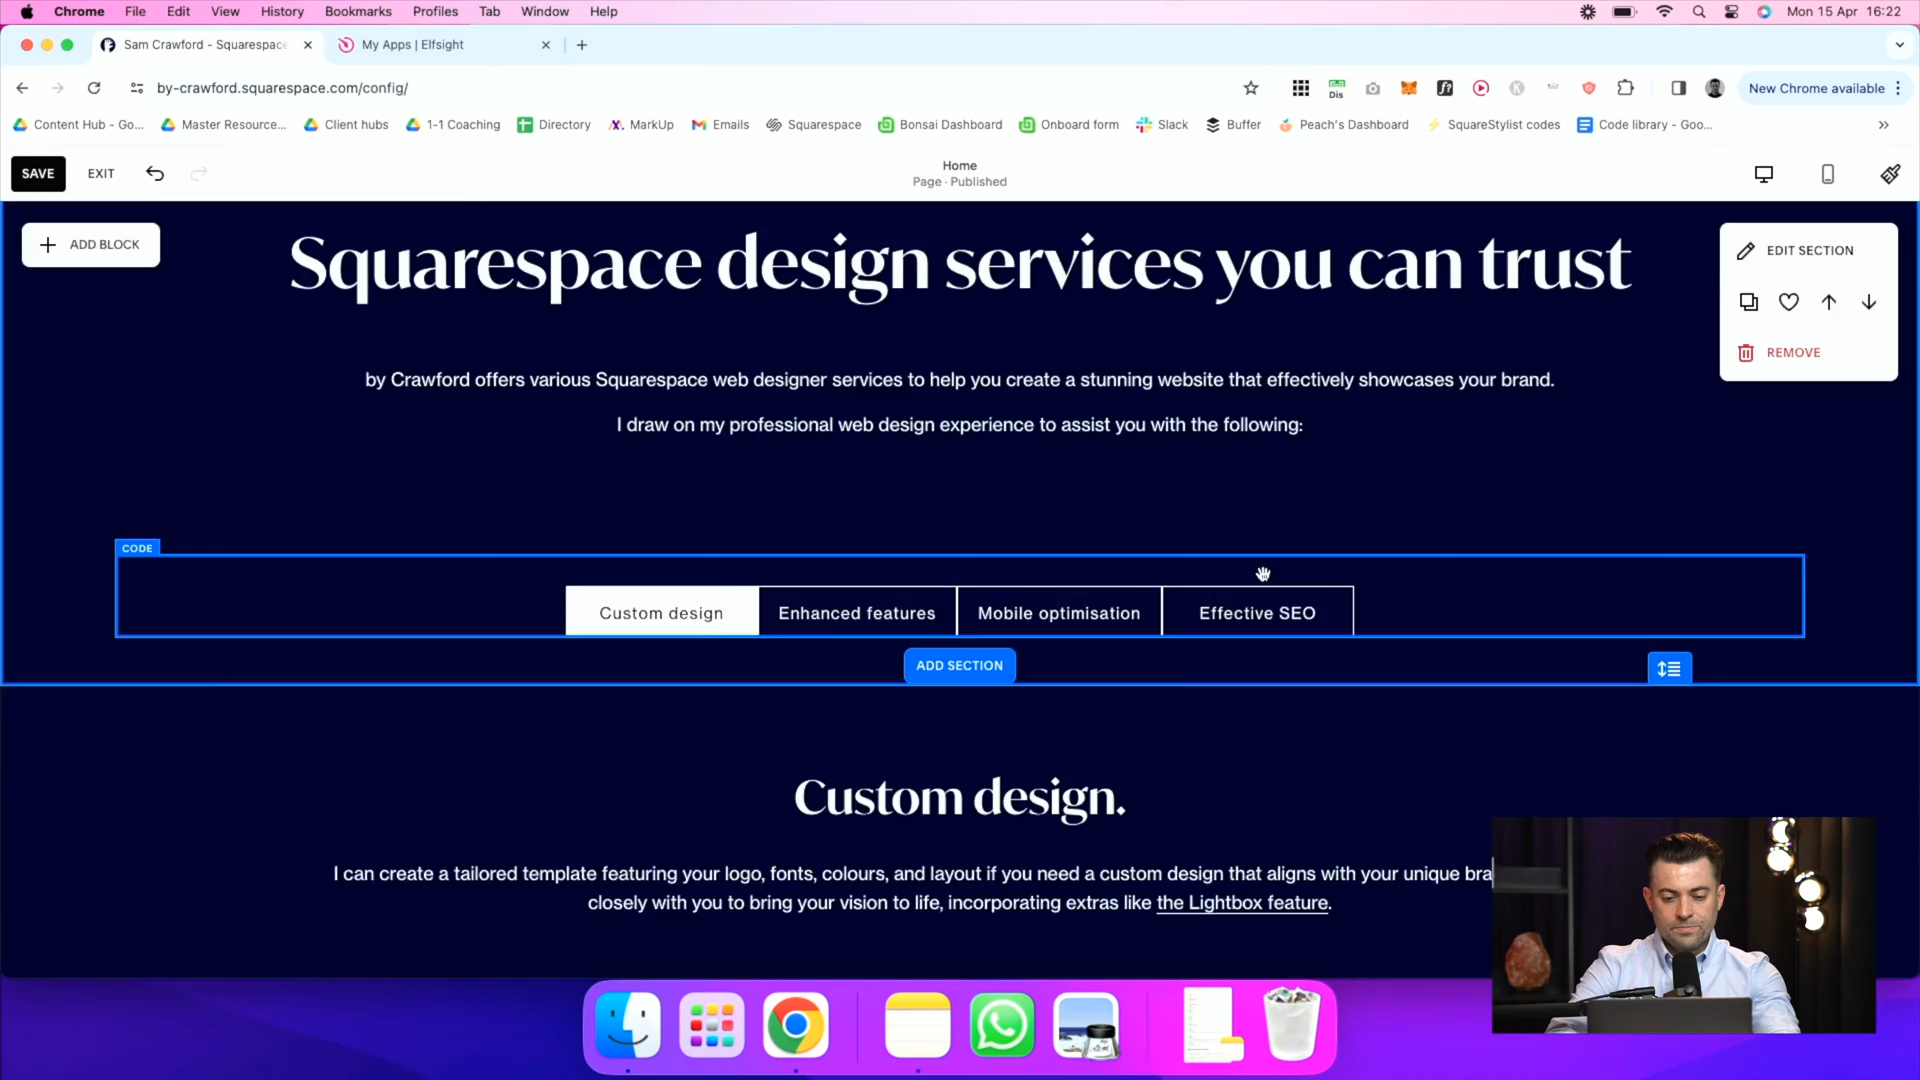 Chrome File Edit View History Bookmarks Profiles Tab Window Help Mon 15 Apr 16:22
Sam Crawford - Squarespace
My Apps | Elfsight
by-crawford.squarespace.com/config/
Dis
f?
K
New Chrome available
Content Hub - Go...
Master Resource...
Client hubs
1-1 Coaching
Directory
MarkUp
Emails
Squarespace
Bonsai Dashboard
Onboard form
Slack
Buffer
Peach's Dashboard
SquareStylist codes
Code library - Goo...
SAVE EXIT
Home
Page · Published
ADD BLOCK
EDIT SECTION
REMOVE
Squarespace design services you can trust
by Crawford offers various Squarespace web designer services to help you create a stunning website that effectively showcases your brand.
I draw on my professional web design experience to assist you with the following:
CODE
Custom design Enhanced features Mobile optimisation Effective SEO
ADD SECTION
Custom design.
I can create a tailored template featuring your logo, fonts, colours, and layout if you need a custom design that aligns with your unique bra
closely with you to bring your vision to life, incorporating extras like the Lightbox feature.